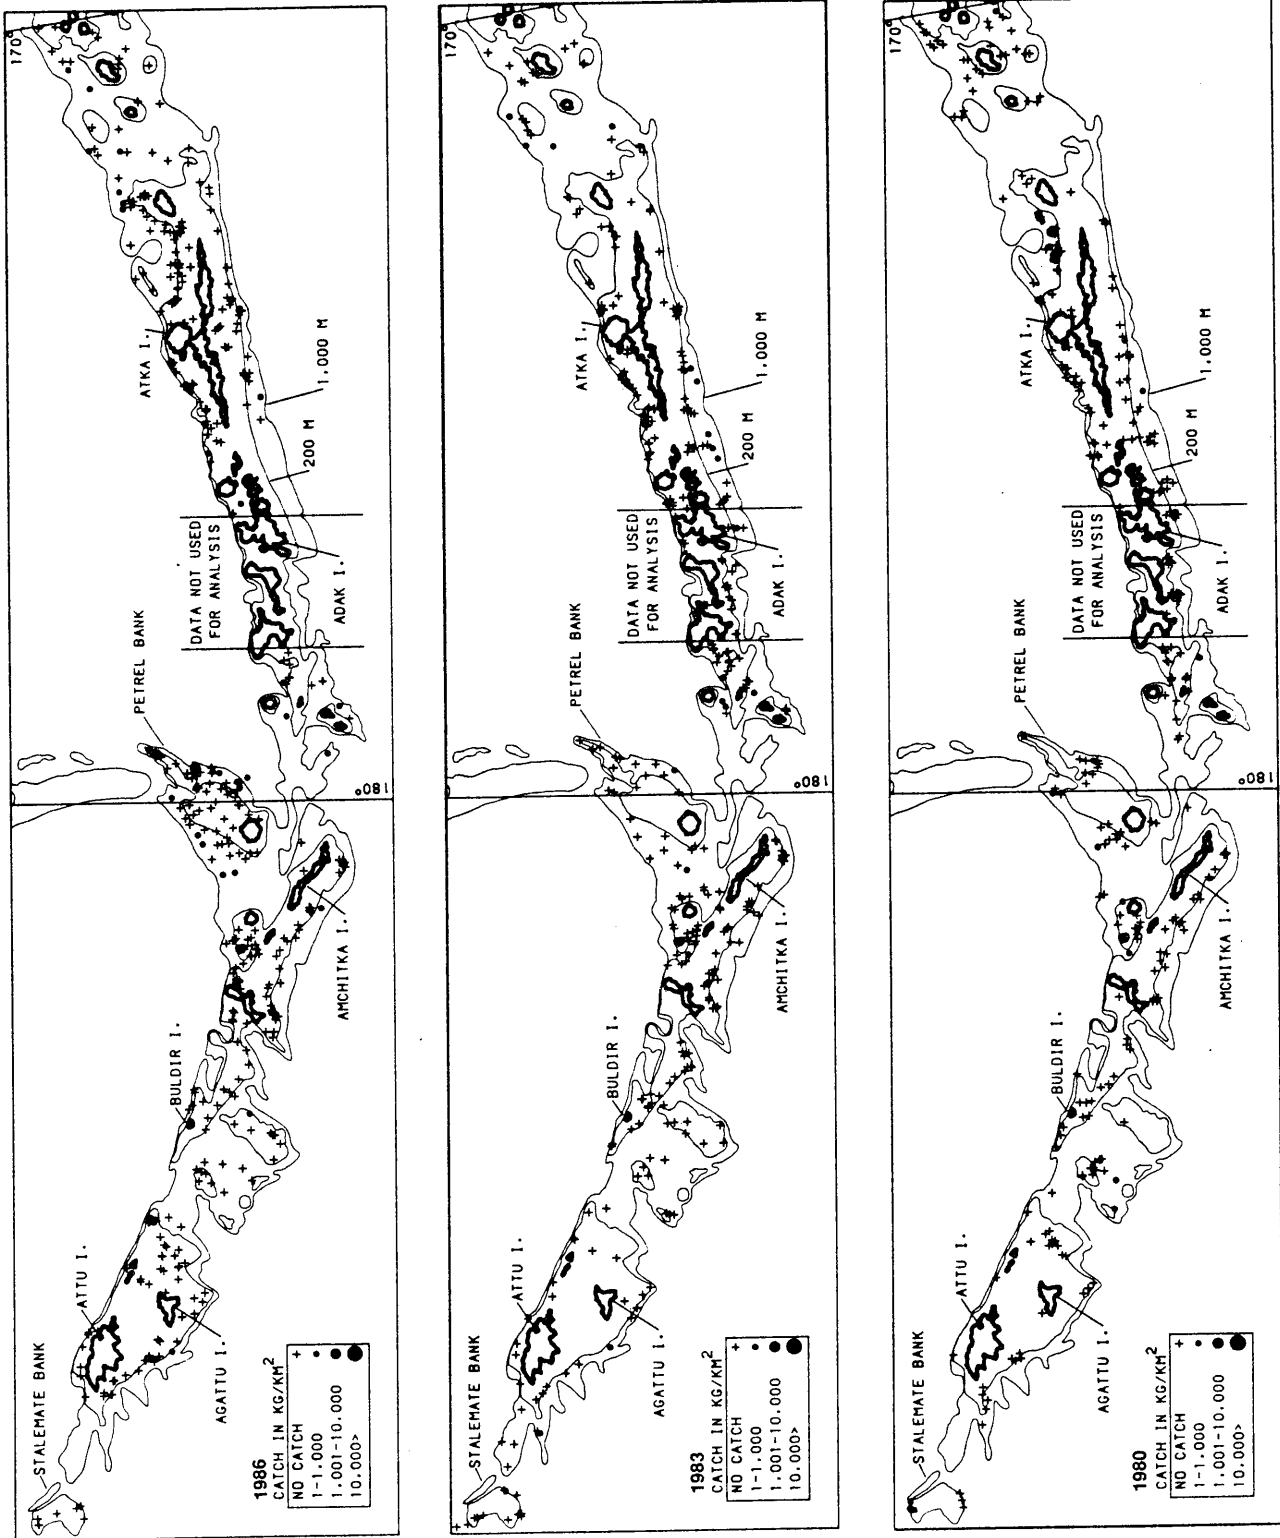 STALEMATE BANK
ATTU I.
AGATTU I.
BULDIR I.
AMCHITKA I.
PETREL BANK
180°
DATA NOT USED
FOR ANALYSIS
ADAK I.
200 M
1.000 M
ATKA I.
170°
1986
CATCH IN KG/KM²
NO CATCH +
1-1.000
1.001-10.000
10.000>
STALEMATE BANK
ATTU I.
AGATTU I.
BULDIR I.
AMCHITKA I.
PETREL BANK
180°
DATA NOT USED
FOR ANALYSIS
ADAK I.
200 M
1.000 M
ATKA I.
170°
1983
CATCH IN KG/KM²
NO CATCH +
1-1.000
1.001-10.000
10.000>
STALEMATE BANK
ATTU I.
AGATTU I.
BULDIR I.
AMCHITKA I.
PETREL BANK
180°
DATA NOT USED
FOR ANALYSIS
ADAK I.
200 M
1.000 M
ATKA I.
170°
1980
CATCH IN KG/KM²
NO CATCH +
1-1.000
1.001-10.000
10.000>